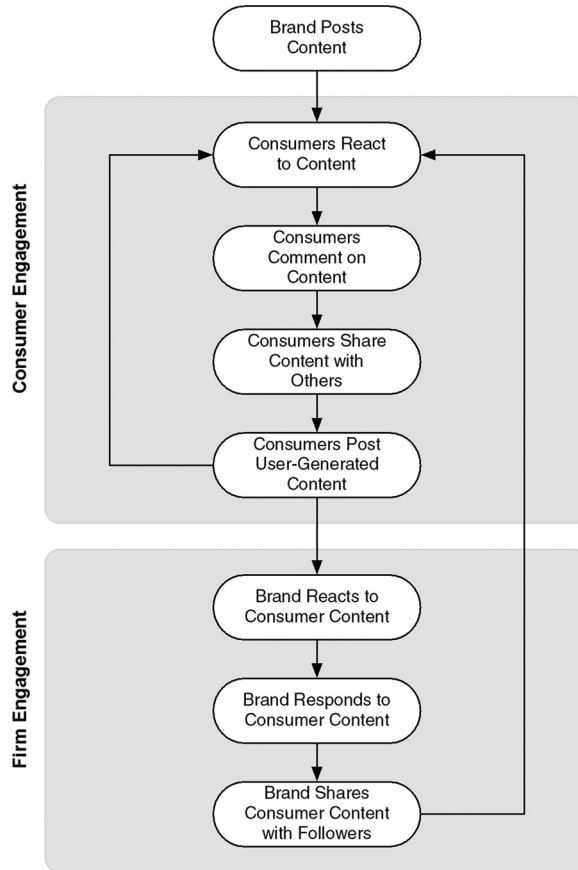 Brand Posts
Content
Consumer Engagement
Consumers React
to Content
Consumers
Comment on
Content
Consumers Share
Content with
Others
Consumers Post
User-Generated
Content
Firm Engagement
Brand Reacts to
Consumer Content
Brand Responds to
Consumer Content
Brand Shares
Consumer Content
with Followers